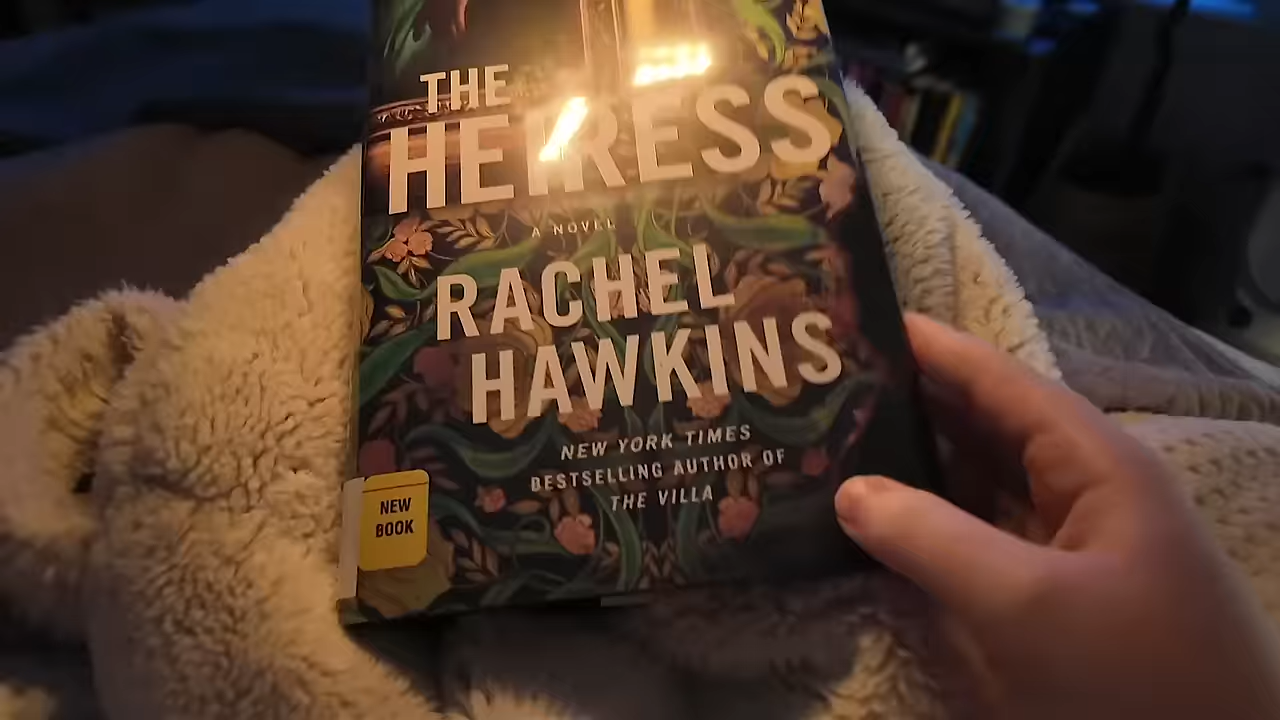 THE
HEIRESS
A NOVEL
RACHEL
HAWKINS
NEW YORK TIMES
BESTSELLING AUTHOR OF
THE VILLA
NEW
BOOK